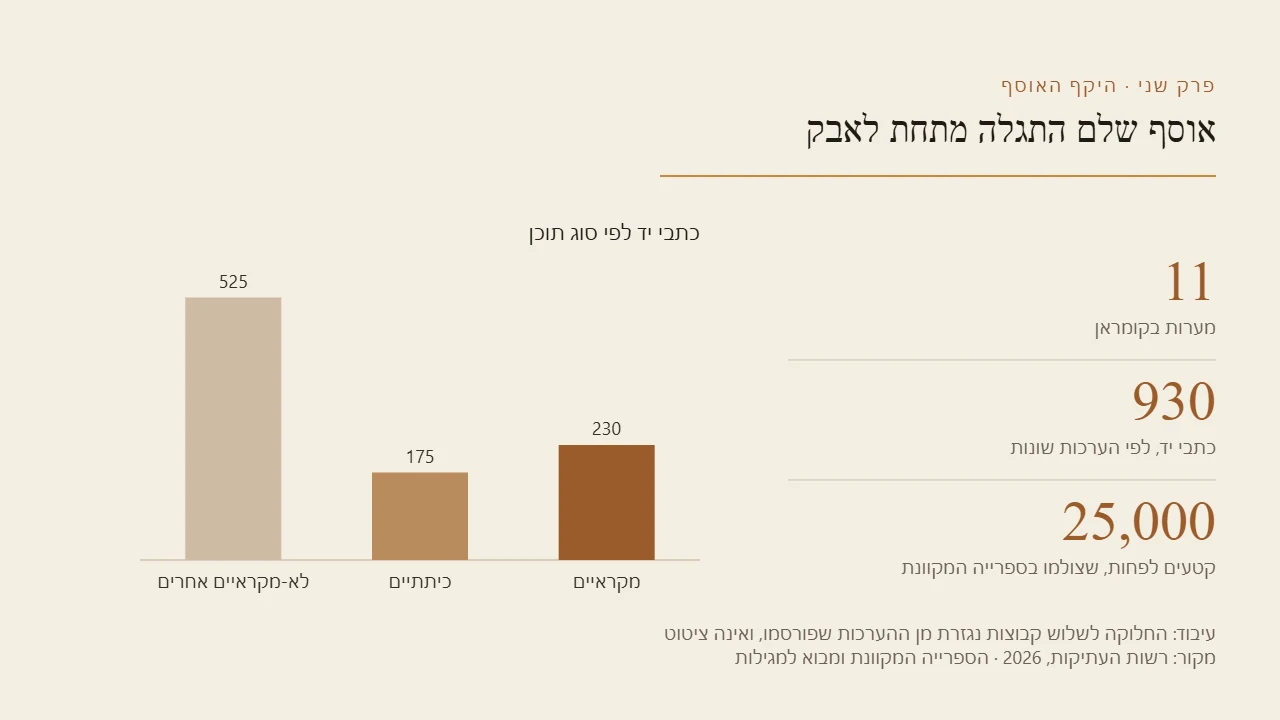 פרק שני · היקף האוסף
אוסף שלם התגלה מתחת לאבק
11
מערות בקומראן
930
כתבי יד, לפי הערכות שונות
25,000
קטעים לפחות, שצולמו בספרייה המקוונת
כתבי יד לפי סוג תוכן
230
175
525
מקראיים
כיתתיים
לא-מקראיים אחרים
עיבוד: החלוקה לשלוש קבוצות נגזרת מן ההערכות שפורסמו, ואינה ציטוט
מקור: רשות העתיקות, 2026 · הספרייה המקוונת ומבוא למגילות